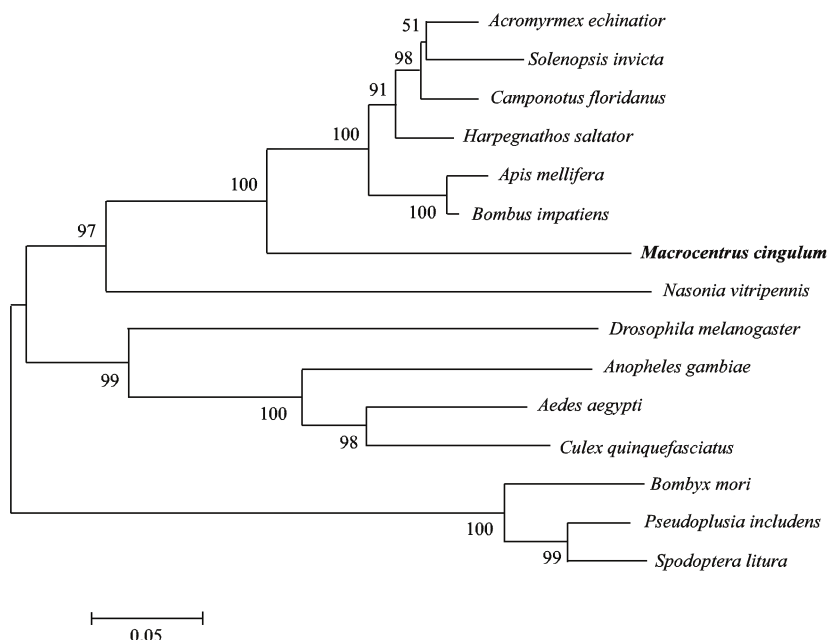 51
Acromyrmex echinatior
Solenopsis invicta
98
Camponotus floridanus
91
Harpegnathos saltator
100
Apis mellifera
100
Bombus impatiens
100
Macrocentrus cingulum
97
Nasonia vitripennis
Drosophila melanogaster
99
Anopheles gambiae
100
Aedes aegypti
98
Culex quinquefasciatus
Bombyx mori
100
Pseudoplusia includens
99
Spodoptera litura
0.05